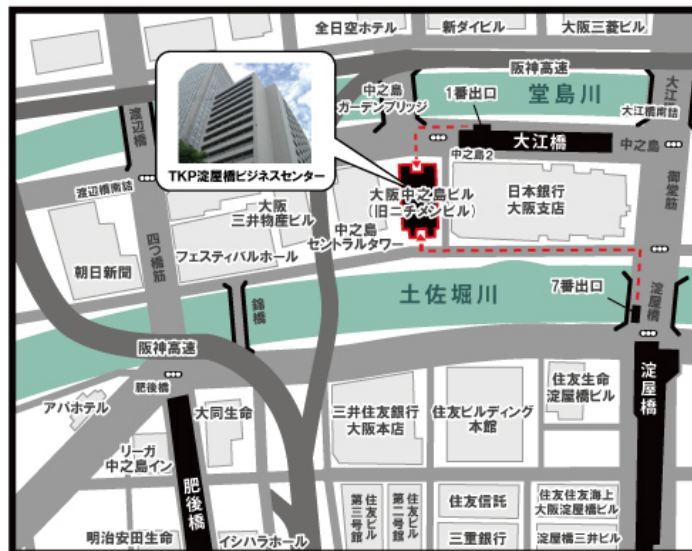 全日空ホテル
新ダイビル
大阪三菱ビル
阪神高速
中之島
ガーデンブリッジ
1番出口
堂島川
大江橋
大江橋南詰
渡辺橋
TKP淀屋橋ビジネスセンター
大江橋
中之島
中之島2
渡辺橋南詰
大阪中之島ビル
(旧ニチメンビル)
日本銀行
大阪支店
御堂筋
大阪
三井物産ビル
中之島
セントラルタワー
四つ橋筋
朝日新聞
フェスティバルホール
土佐堀川
7番出口
淀屋橋
錦橋
阪神高速
肥後橋
淀屋橋
アパホテル
大同生命
三井住友銀行
大阪本店
住友ビルディング
本館
住友生命
淀屋橋ビル
リーガ
中之島イン
肥後橋
住友ビル
第三号館
住友ビル
第二号館
住友信託
住友住友海上
大阪淀屋橋ビル
明治安田生命
イシハラホール
三重銀行
淀屋橋三井ビル